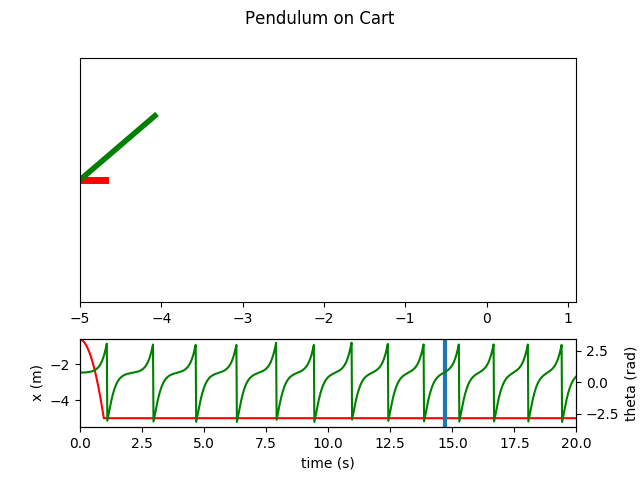 Pendulum on Cart
−5 −4 −3 −2 −1 0 1
−2
−4
x (m)
2.5
0.0
−2.5
theta (rad)
0.0 2.5 5.0 7.5 10.0 12.5 15.0 17.5 20.0
time (s)